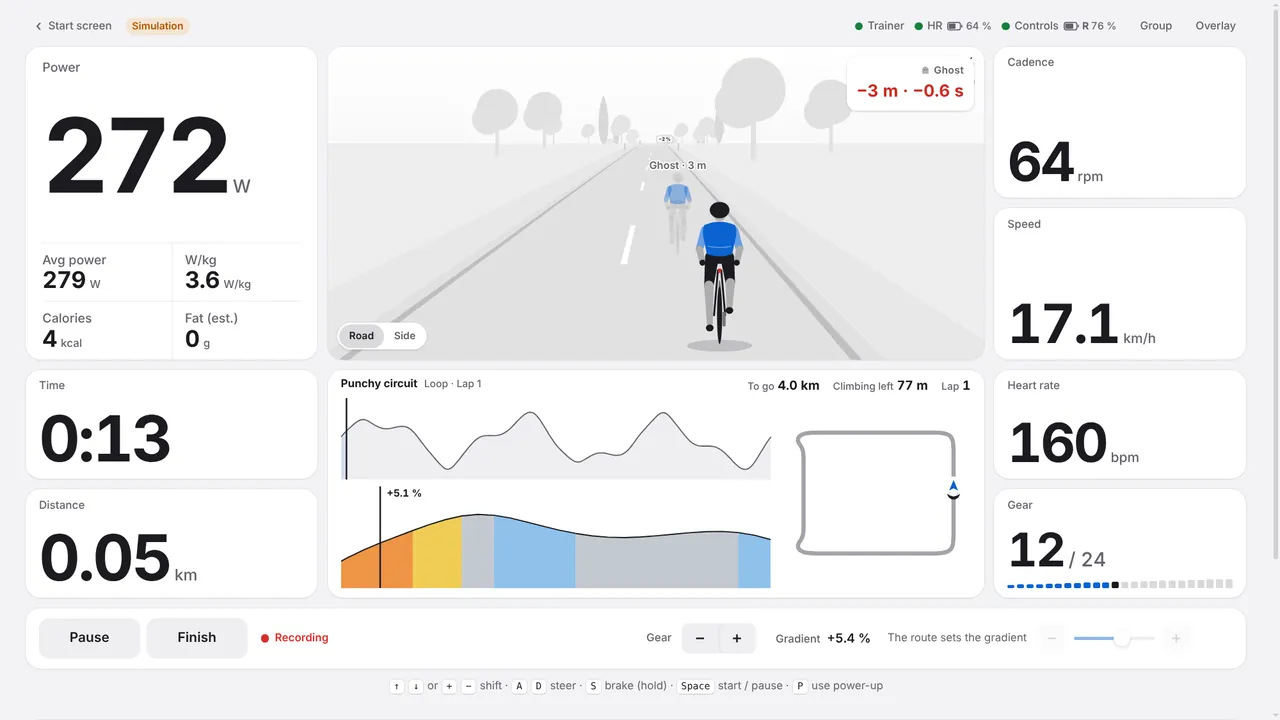 Start screen
Simulation
Trainer
HR 64 %
Controls R 76 %
Group
Overlay
Power
272 W
Avg power
279 W
W/kg
3.6 W/kg
Calories
4 kcal
Fat (est.)
0 g
Ghost
−3 m · −0.6 s
−2 %
Ghost · 3 m
Road
Side
Cadence
64 rpm
Speed
17.1 km/h
Time
0:13
Distance
0.05 km
Punchy circuit Loop · Lap 1
To go 4.0 km Climbing left 77 m Lap 1
+5.1 %
Heart rate
160 bpm
Gear
12 / 24
Pause
Finish
Recording
Gear − +
Gradient +5.4 %
The route sets the gradient − +
↑ ↓ or + − shift · A D steer · S brake (hold) · Space start / pause · P use power-up